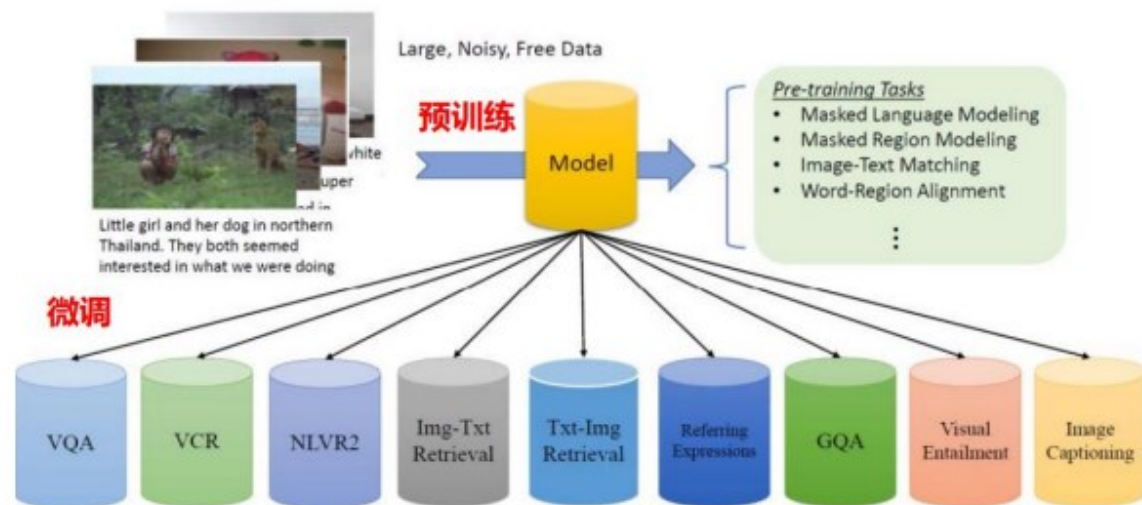 Large, Noisy, Free Data
预训练
Model
white
uper
ed in
Little girl and her dog in northern
Thailand. They both seemed
interested in what we were doing
Pre-training Tasks
• Masked Language Modeling
• Masked Region Modeling
• Image-Text Matching
• Word-Region Alignment
⋮
微调
VQA
VCR
NLVR2
Img-Txt
Retrieval
Txt-Img
Retrieval
Referring
Expressions
GQA
Visual
Entailment
Image
Captioning